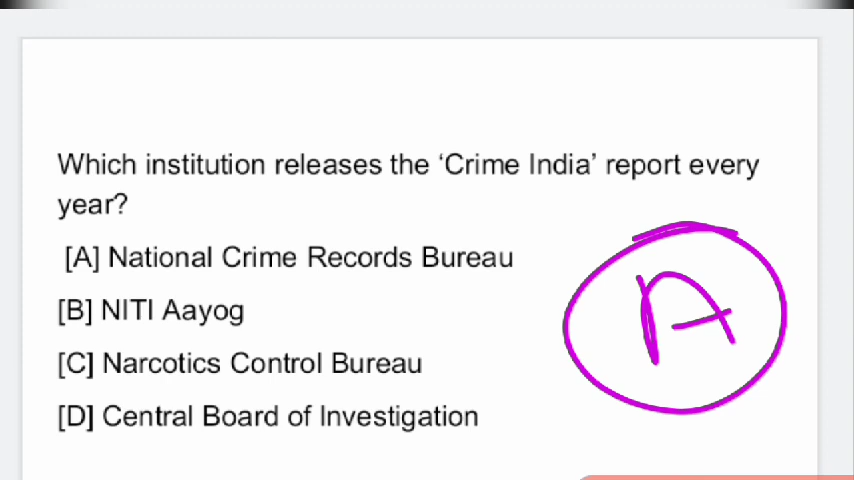 Which institution releases the ‘Crime India’ report every
year?
[A] National Crime Records Bureau
[B] NITI Aayog
[C] Narcotics Control Bureau
[D] Central Board of Investigation
A